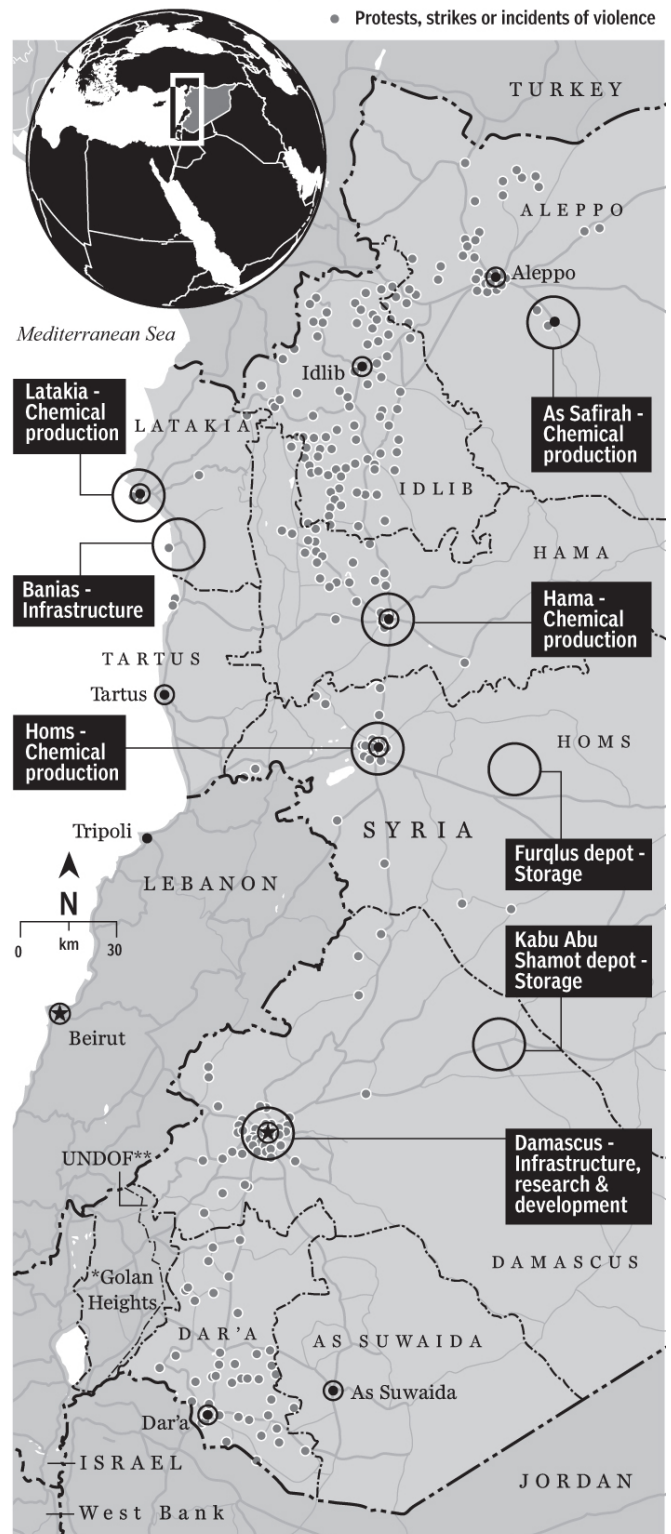 Protests, strikes or incidents of violence
TURKEY
ALEPPO
Aleppo
Mediterranean Sea
Idlib
Latakia -
Chemical
production
LATAKIA
As Safirah -
Chemical
production
IDLIB
HAMA
Banias -
Infrastructure
Hama -
Chemical
production
TARTUS
Tartus
Homs -
Chemical
production
HOMS
SYRIA
Tripoli
Furqlus depot -
Storage
LEBANON
N
0 km 30
Kabu Abu
Shamot depot -
Storage
Beirut
UNDOF**
Damascus -
Infrastructure,
research &
development
DAMASCUS
*Golan
Heights
DAR'A
AS SUWAIDA
As Suwaida
Dar'a
ISRAEL
JORDAN
West Bank